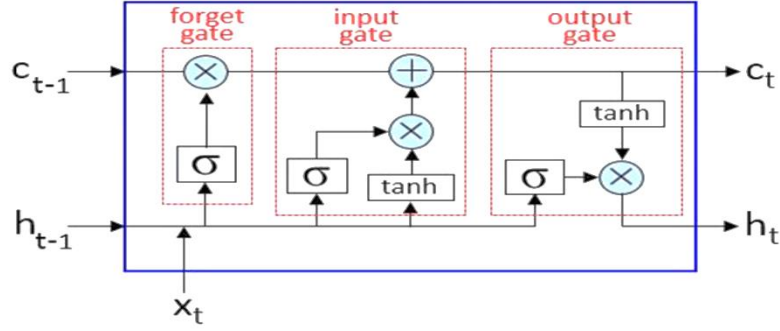 forget gate
input gate
output gate
c t-1
× + c t
tanh
×
σ σ tanh σ ×
h t-1
h t
x t